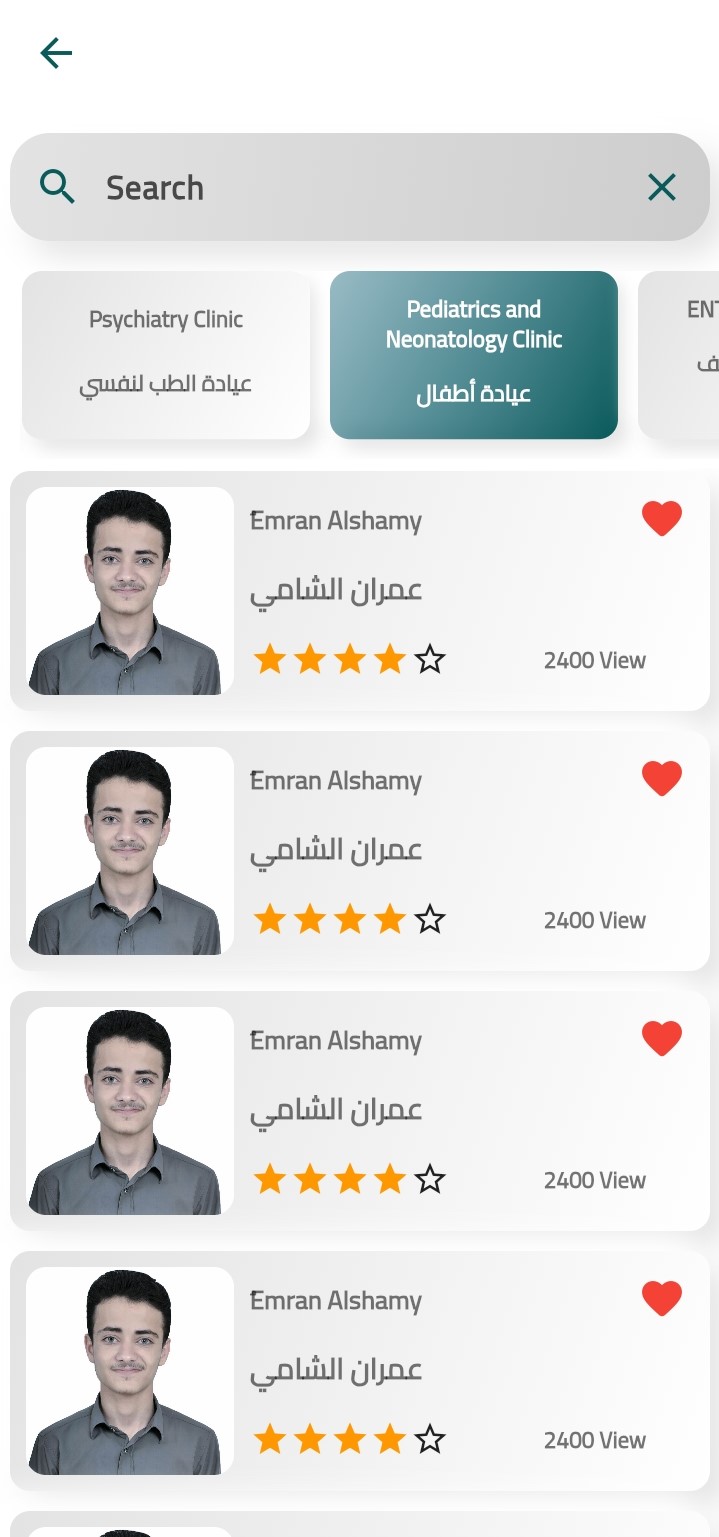 Search
Psychiatry Clinic
عيادة الطب لنفسي
Pediatrics and
Neonatology Clinic
عيادة أطفال
ENT
ف
Emran Alshamy
عمران الشامي
2400 View
Emran Alshamy
عمران الشامي
2400 View
Emran Alshamy
عمران الشامي
2400 View
Emran Alshamy
عمران الشامي
2400 View